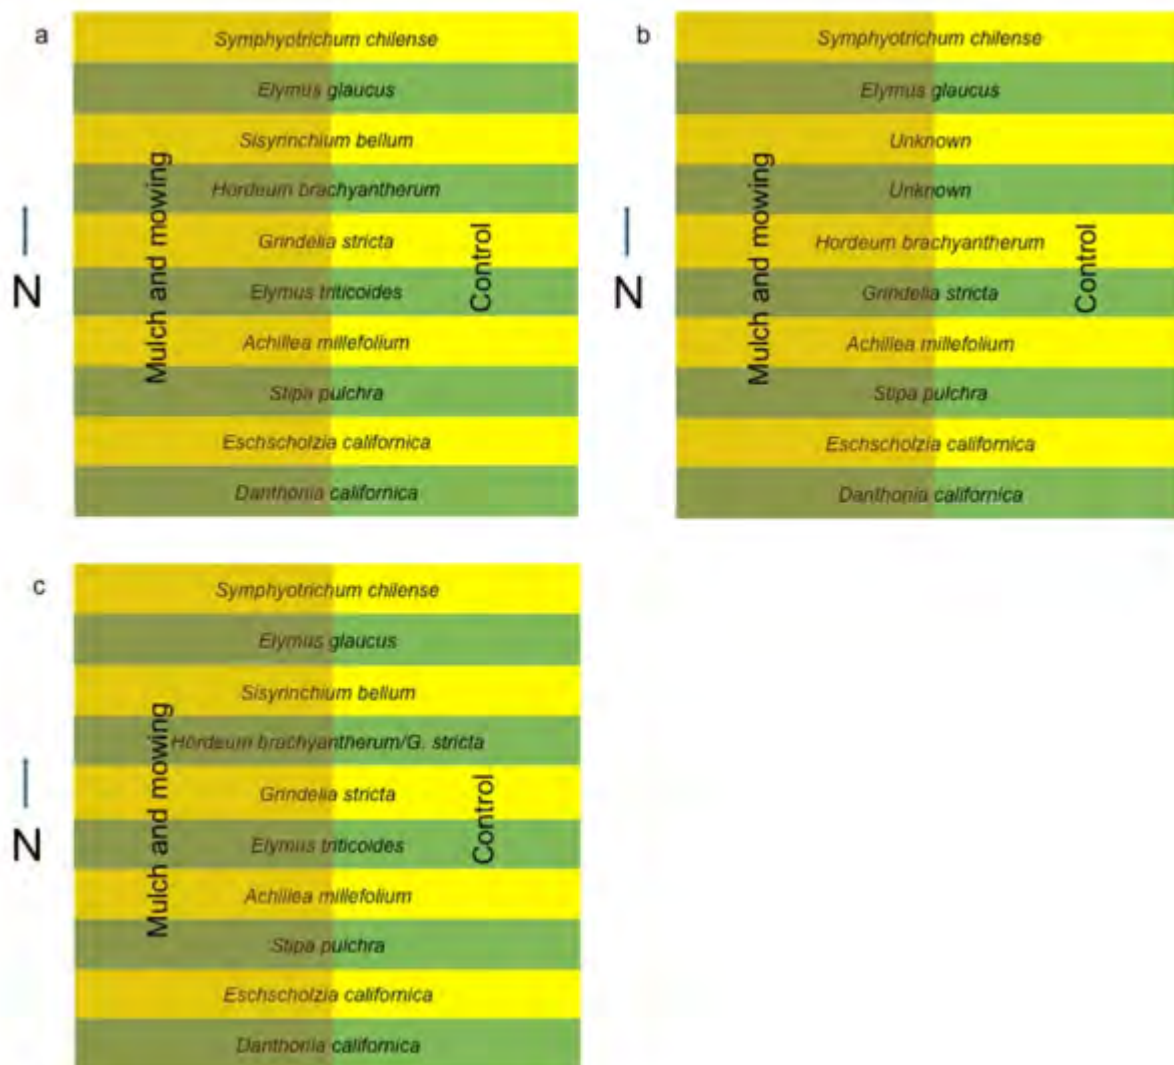 a
Symphyotrichum chilense
Elymus glaucus
Sisyrinchium bellum
Hordeum brachyantherum
Grindelia stricta
Elymus triticoides
Achillea millefolium
Stipa pulchra
Eschscholzia californica
Danthonia californica
Mulch and mowing
Control
N
b
Symphyotrichum chilense
Elymus glaucus
Unknown
Unknown
Hordeum brachyantherum
Grindelia stricta
Achillea millefolium
Stipa pulchra
Eschscholzia californica
Danthonia californica
Mulch and mowing
Control
N
c
Symphyotrichum chilense
Elymus glaucus
Sisyrinchium bellum
Hordeum brachyantherum/G. stricta
Grindelia stricta
Elymus triticoides
Achillea millefolium
Stipa pulchra
Eschscholzia californica
Danthonia californica
Mulch and mowing
Control
N